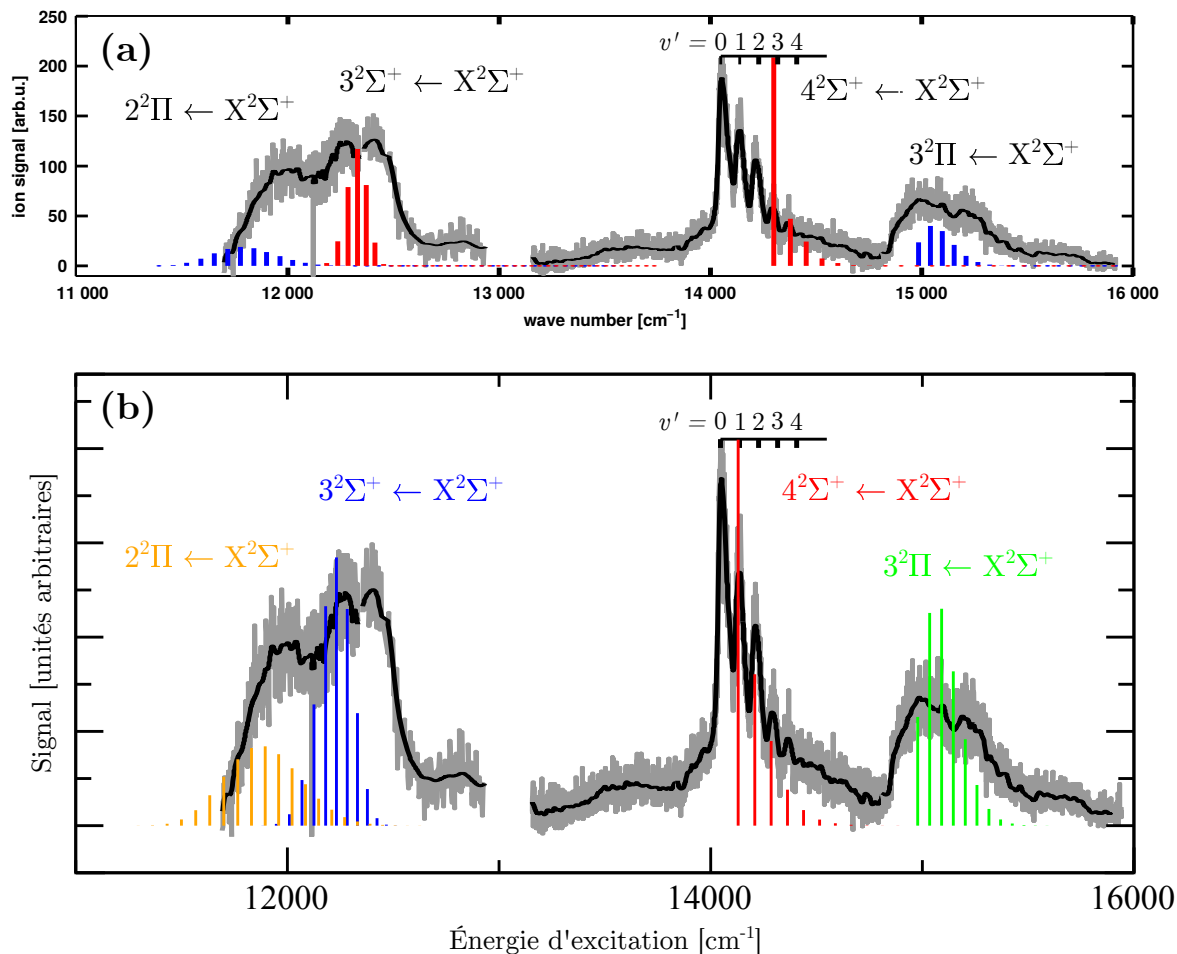 (a)
ion signal [arb.u.]
250
200
150
100
50
0
v′ = 0 1 2 3 4
2²Π ← X²Σ⁺
3²Σ⁺ ← X²Σ⁺
4²Σ⁺ ← X²Σ⁺
3²Π ← X²Σ⁺
11 000 12 000 13 000 14 000 15 000 16 000
wave number [cm⁻¹]
(b)
Signal [unités arbitraires]
v′ = 0 1 2 3 4
3²Σ⁺ ← X²Σ⁺
4²Σ⁺ ← X²Σ⁺
2²Π ← X²Σ⁺
3²Π ← X²Σ⁺
12000 14000 16000
Énergie d'excitation [cm⁻¹]